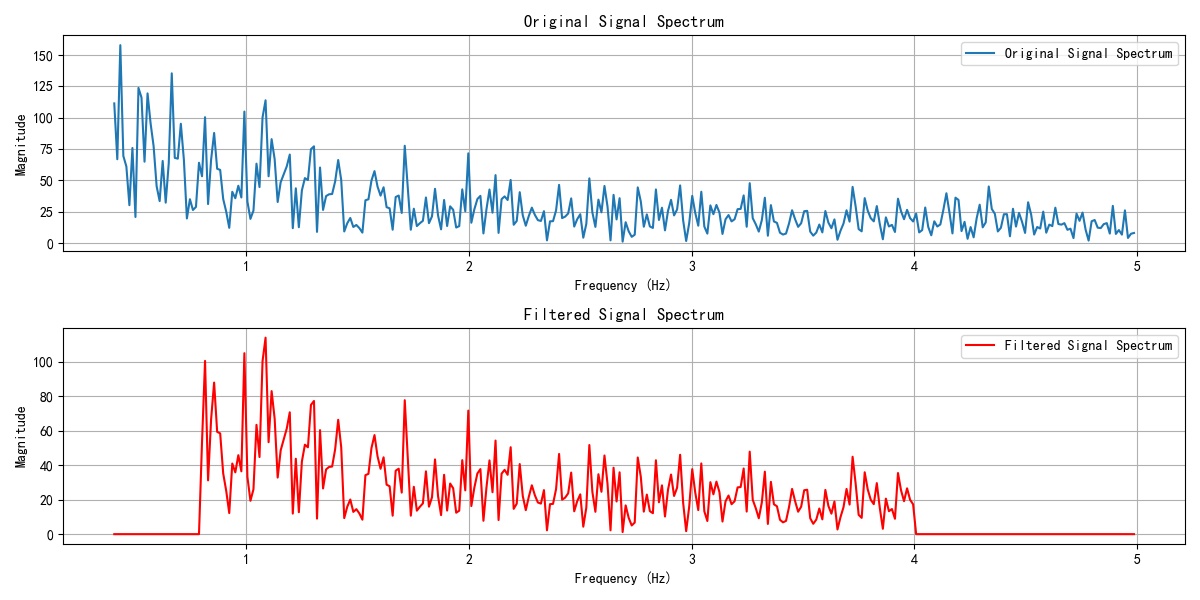 Original Signal Spectrum
Original Signal Spectrum
150
125
100
75
50
25
0
Magnitude
1 2 3 4 5
Frequency (Hz)
Filtered Signal Spectrum
Filtered Signal Spectrum
100
80
60
40
20
0
Magnitude
1 2 3 4 5
Frequency (Hz)